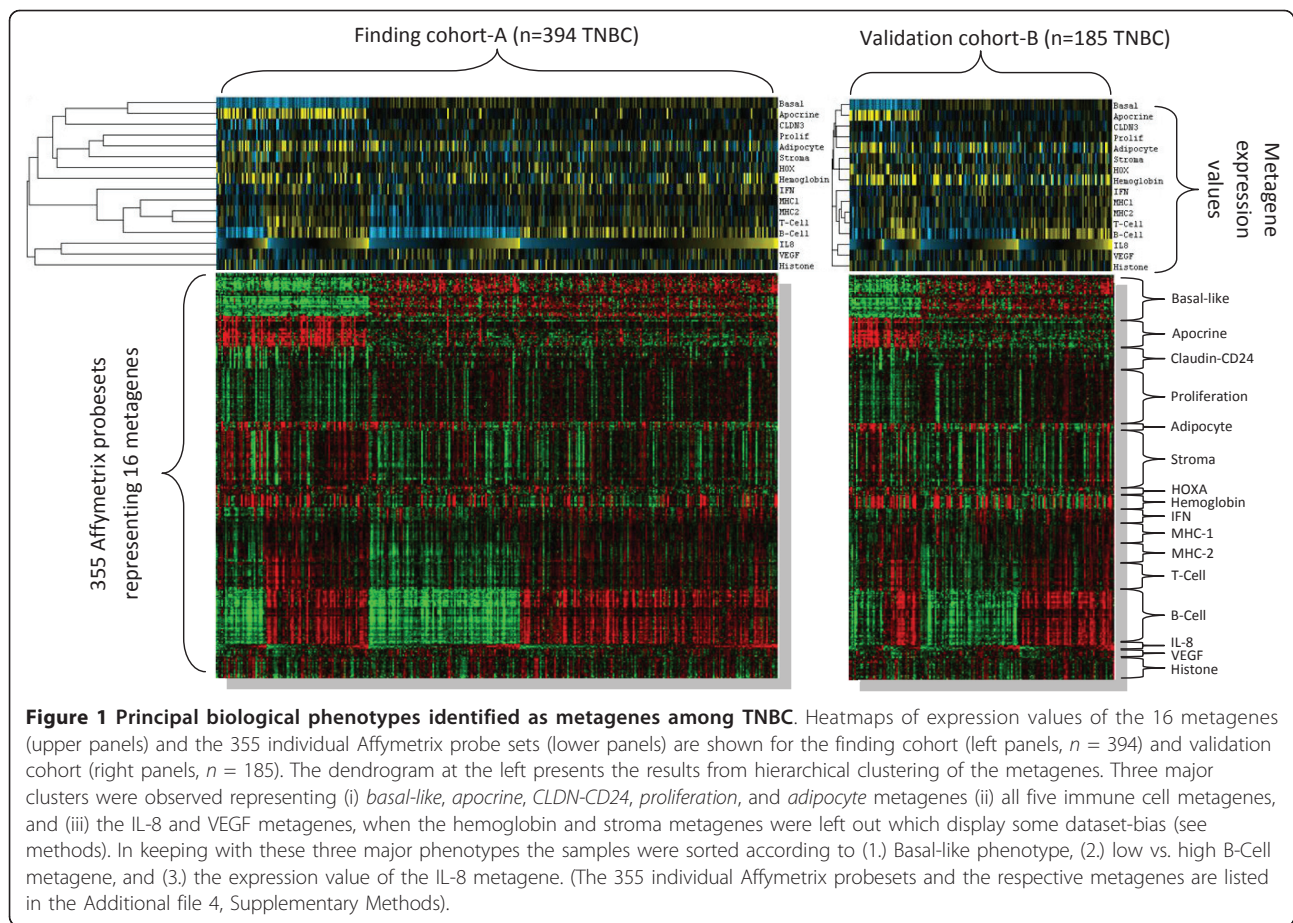 Finding cohort-A (n=394 TNBC)
Validation cohort-B (n=185 TNBC)
Basal
Apocrine
CLDN3
Prolif
Adipocyte
Stroma
HOX
Hemoglobin
IFN
MHC1
MHC2
T-Cell
B-Cell
IL8
VEGF
Histone
Basal
Apocrine
CLDN3
Prolif
Adipocyte
Stroma
HOX
Hemoglobin
IFN
MHC1
MHC2
T-Cell
B-Cell
IL8
VEGF
Histone
Metagene
expression
values
355 Affymetrix probesets
representing 16 metagenes
Basal-like
Apocrine
Claudin-CD24
Proliferation
Adipocyte
Stroma
HOXA
Hemoglobin
IFN
MHC-1
MHC-2
T-Cell
B-Cell
IL-8
VEGF
Histone
Figure 1 Principal biological phenotypes identified as metagenes among TNBC. Heatmaps of expression values of the 16 metagenes
(upper panels) and the 355 individual Affymetrix probe sets (lower panels) are shown for the finding cohort (left panels, n = 394) and validation
cohort (right panels, n = 185). The dendrogram at the left presents the results from hierarchical clustering of the metagenes. Three major
clusters were observed representing (i) basal-like, apocrine, CLDN-CD24, proliferation, and adipocyte metagenes (ii) all five immune cell metagenes,
and (iii) the IL-8 and VEGF metagenes, when the hemoglobin and stroma metagenes were left out which display some dataset-bias (see
methods). In keeping with these three major phenotypes the samples were sorted according to (1.) Basal-like phenotype, (2.) low vs. high B-Cell
metagene, and (3.) the expression value of the IL-8 metagene. (The 355 individual Affymetrix probesets and the respective metagenes are listed
in the Additional file 4, Supplementary Methods).